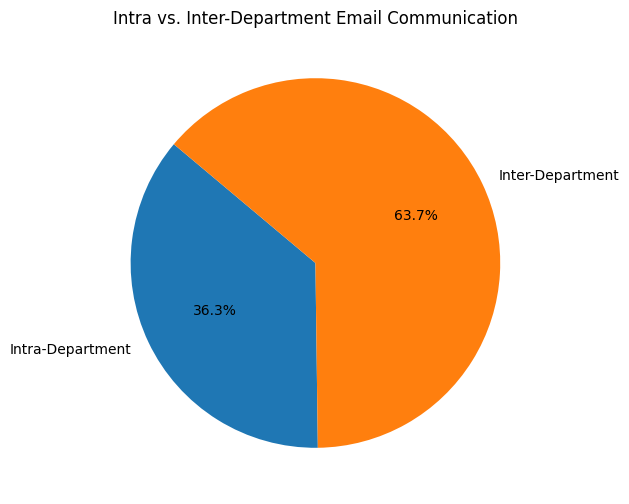 Intra vs. Inter-Department Email Communication
Inter-Department
63.7%
36.3%
Intra-Department